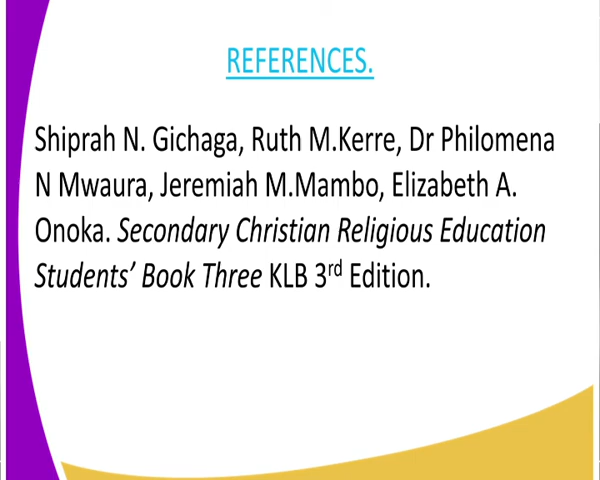 REFERENCES.
Shiprah N. Gichaga, Ruth M.Kerre, Dr Philomena
N Mwaura, Jeremiah M.Mambo, Elizabeth A.
Onoka. Secondary Christian Religious Education
Students’ Book Three KLB 3rd Edition.